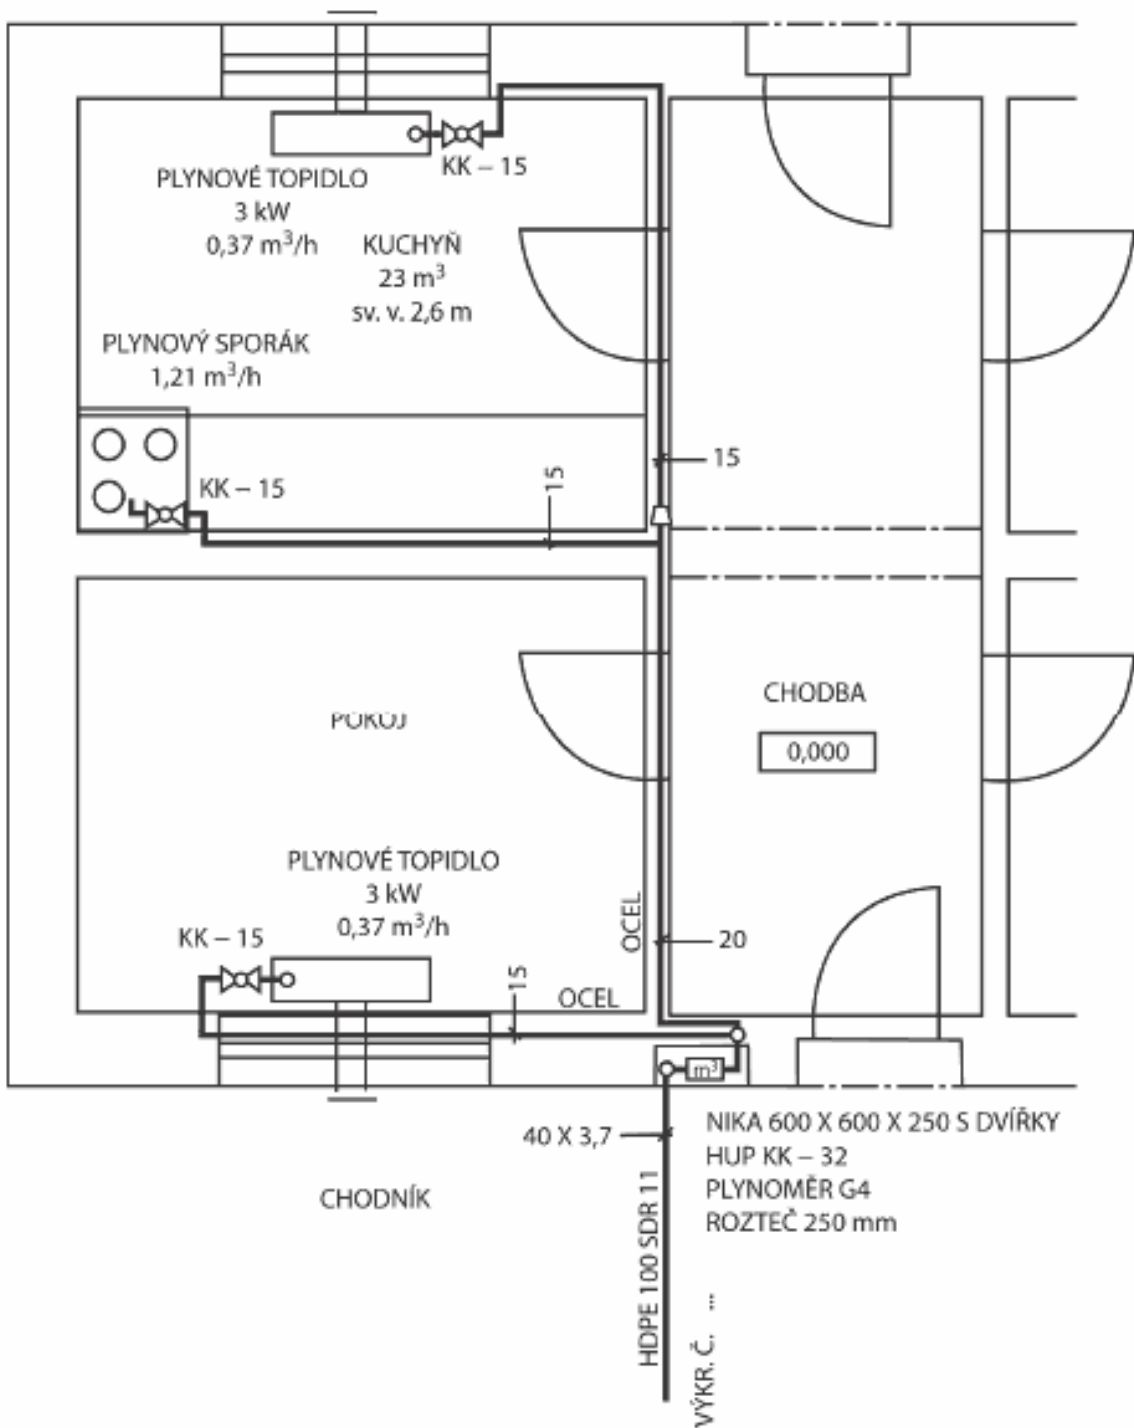 KK – 15
PLYNOVÉ TOPIDLO
3 kW
0,37 m³/h
KUCHYŇ
23 m³
sv. v. 2,6 m
PLYNOVÝ SPORÁK
1,21 m³/h
15
KK – 15
15
CHODBA
0,000
POKOJ
PLYNOVÉ TOPIDLO
3 kW
0,37 m³/h
OCEL
20
KK – 15
15
OCEL
m³
40 X 3,7
NIKA 600 X 600 X 250 S DVÍŘKY
HUP KK – 32
PLYNOMĚR G4
ROZTEČ 250 mm
CHODNÍK
HDPE 100 SDR 11
VÝKR. Č. ...